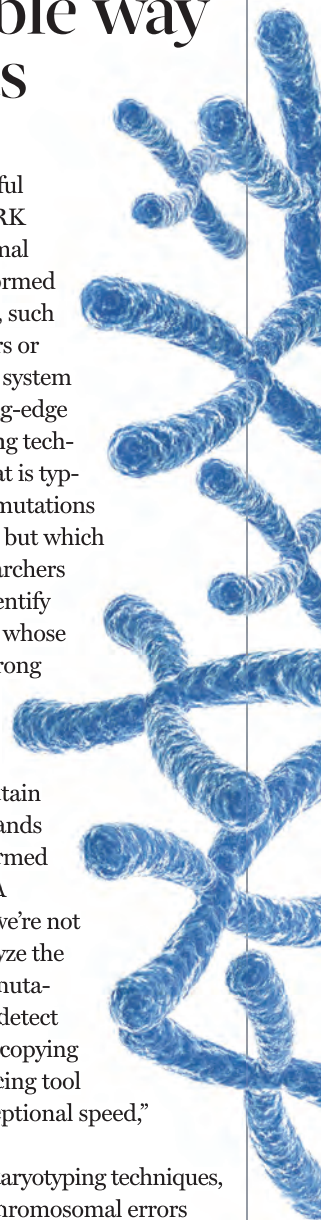 ble way
s
ful
RK
nal
ormed
, such
rs or
system
g-edge
ng tech-
at is typ-
mutations
but which
archers
entify
whose
rong
tain
ands
rmed
A
we’re not
yze the
nuta-
detect
copying
cing tool
eptional speed,”
aryotyping techniques,
hromosomal errors